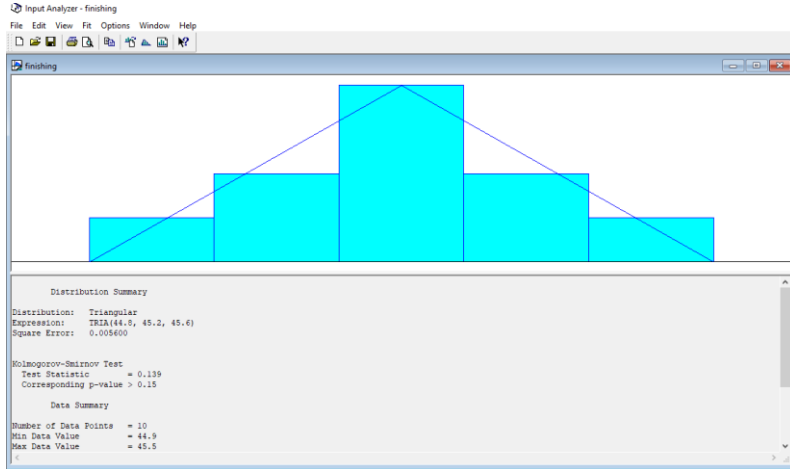 Input Analyzer - finishing
File Edit View Fit Options Window Help
finishing
Distribution Summary
Distribution: Triangular
Expression: TRIA(44.8, 45.2, 45.6)
Square Error: 0.005600
Kolmogorov-Smirnov Test
Test Statistic = 0.139
Corresponding p-value > 0.15
Data Summary
Number of Data Points = 10
Min Data Value = 44.9
Max Data Value = 45.5